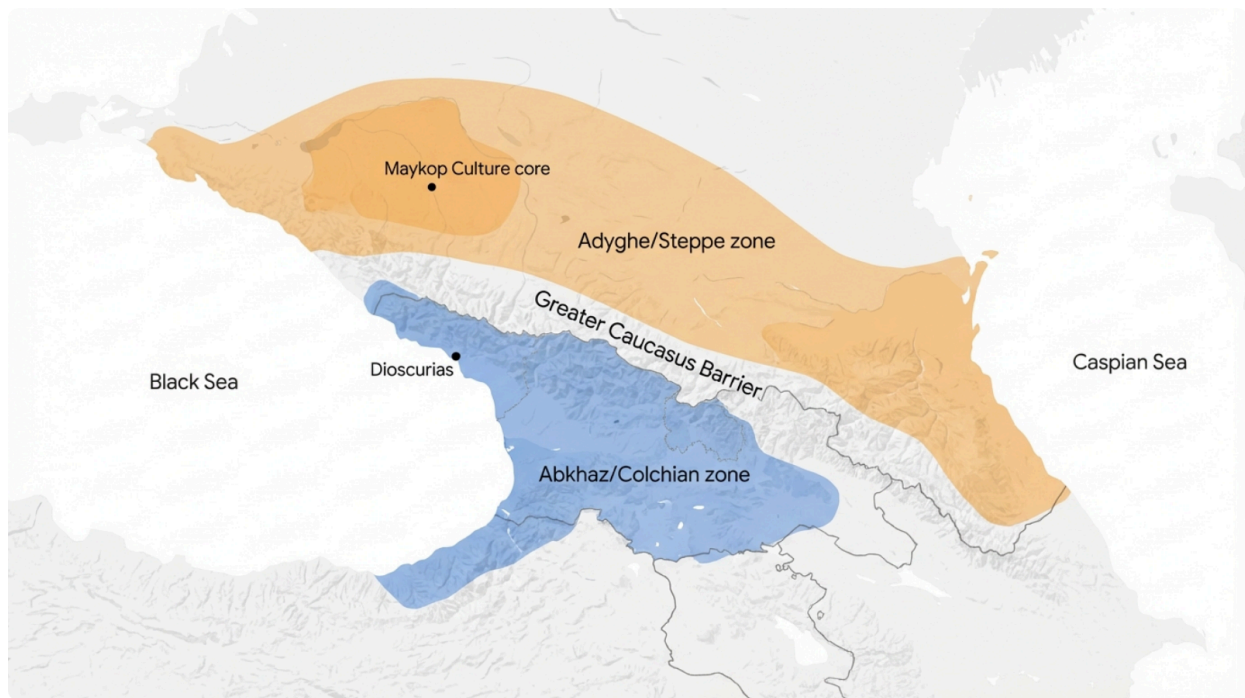 Maykop Culture core
Adyghe/Steppe zone
Greater Caucasus Barrier
Dioscurias
Black Sea
Caspian Sea
Abkhaz/Colchian zone